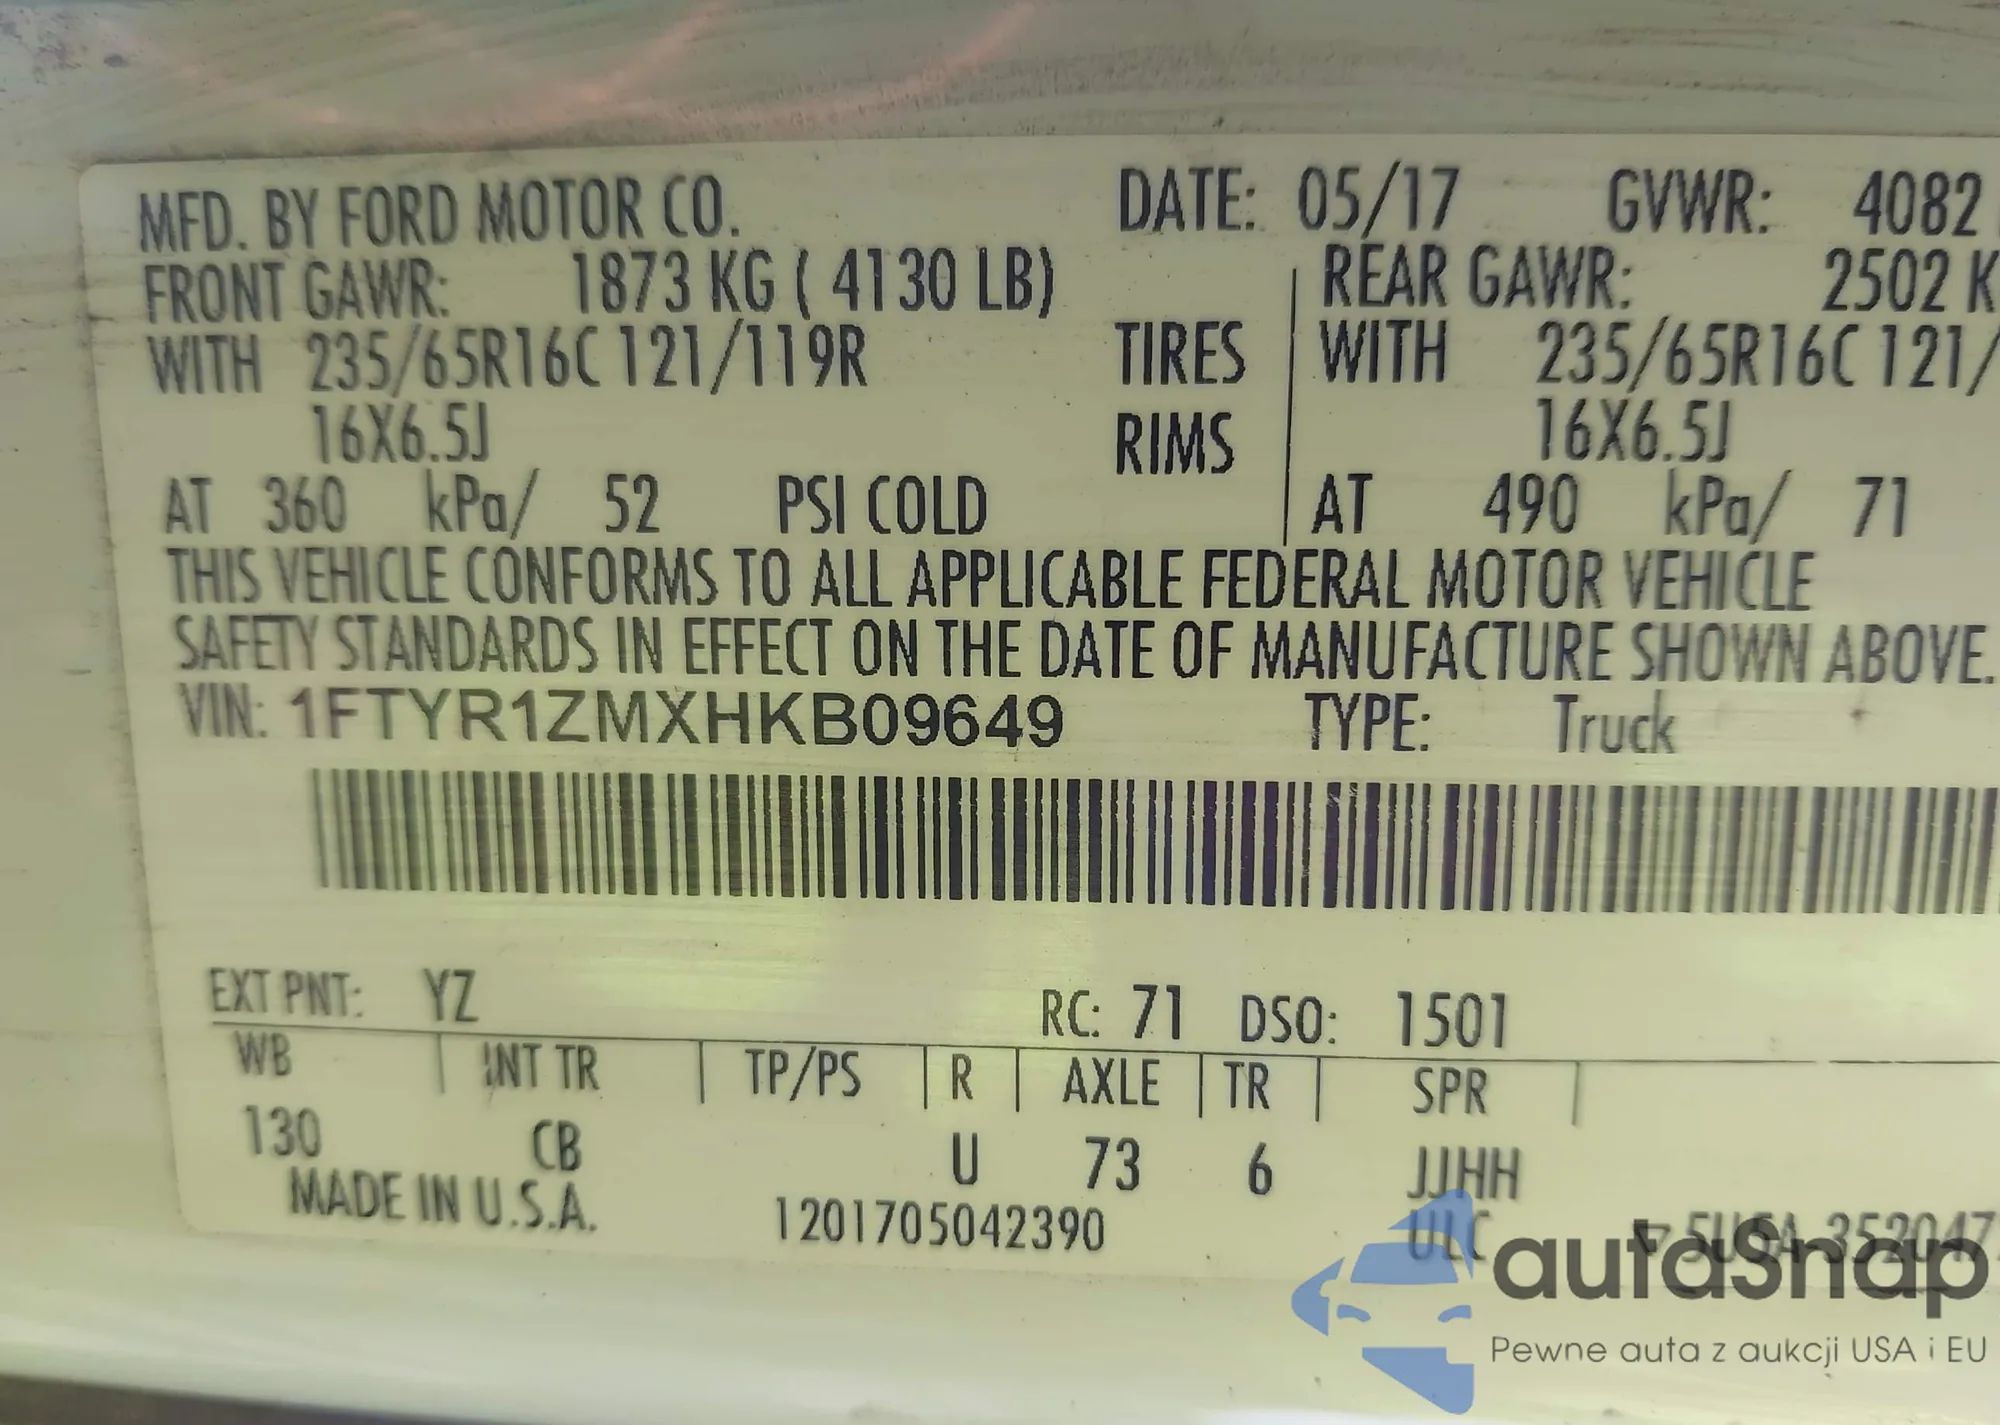 MFD. BY FORD MOTOR CO. DATE: 05/17 GVWR: 4082
FRONT GAWR: 1873 KG ( 4130 LB) REAR GAWR: 2502 K
WITH 235/65R16C 121/119R TIRES WITH 235/65R16C 121/
16X6.5J RIMS 16X6.5J
AT 360 kPa/ 52 PSI COLD AT 490 kPa/ 71
THIS VEHICLE CONFORMS TO ALL APPLICABLE FEDERAL MOTOR VEHICLE
SAFETY STANDARDS IN EFFECT ON THE DATE OF MANUFACTURE SHOWN ABOVE.
VIN: 1FTYR1ZMXHKB09649 TYPE: Truck
EXT PNT: YZ RC: 71 DSO: 1501
WB INT TR TP/PS R AXLE TR SPR
130 CB U 73 6 JJHH
MADE IN U.S.A. 1201705042390 ULC
autaSnap
Pewne auta z aukcji USA i EU